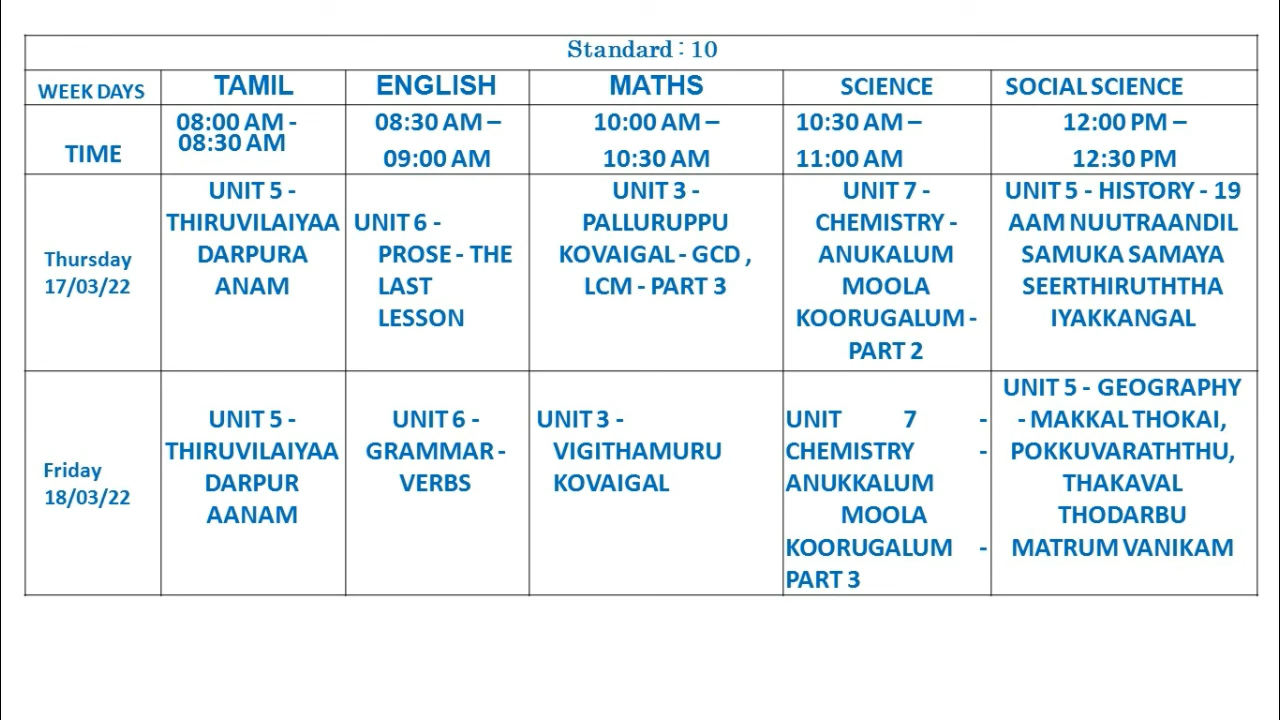 Standard : 10
WEEK DAYS
TAMIL
ENGLISH
MATHS
SCIENCE
SOCIAL SCIENCE
TIME
08:00 AM -
08:30 AM
08:30 AM –
09:00 AM
10:00 AM –
10:30 AM
10:30 AM –
11:00 AM
12:00 PM –
12:30 PM
Thursday
17/03/22
UNIT 5 -
THIRUVILAIYAA
DARPURA
ANAM
UNIT 6 -
PROSE - THE
LAST
LESSON
UNIT 3 -
PALLURUPPU
KOVAIGAL - GCD ,
LCM - PART 3
UNIT 7 -
CHEMISTRY -
ANUKALUM
MOOLA
KOORUGALUM -
PART 2
UNIT 5 - HISTORY - 19
AAM NUUTRAANDIL
SAMUKA SAMAYA
SEERTHIRUTHTHA
IYAKKANGAL
Friday
18/03/22
UNIT 5 -
THIRUVILAIYAA
DARPUR
AANAM
UNIT 6 -
GRAMMAR -
VERBS
UNIT 3 -
VIGITHAMURU
KOVAIGAL
UNIT 7 -
CHEMISTRY -
ANUKKALUM
MOOLA
KOORUGALUM -
PART 3
UNIT 5 - GEOGRAPHY
- MAKKAL THOKAI,
POKKUVARATHTHU,
THAKAVAL
THODARBU
MATRUM VANIKAM